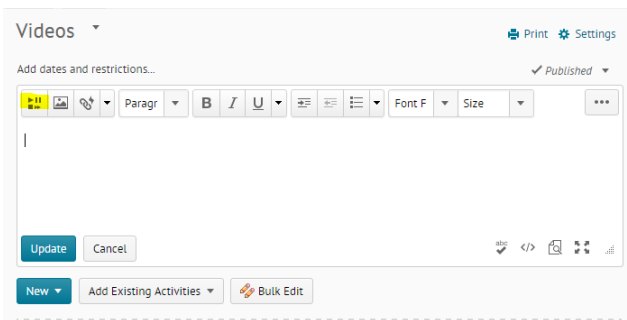 Videos
Print Settings
Add dates and restrictions...
Published
Paragr B I U Font F Size
abc
Update Cancel
New Add Existing Activities Bulk Edit